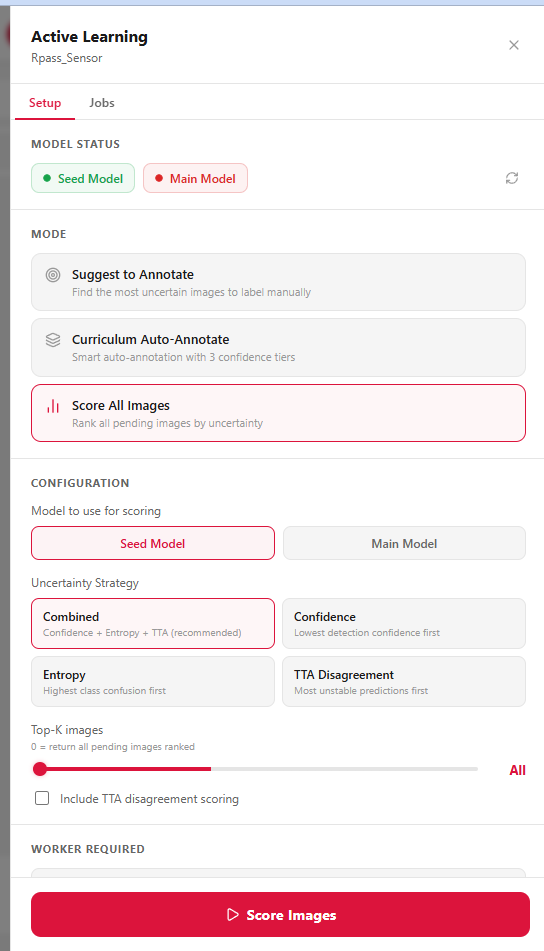 Active Learning
Rpass_Sensor
Setup Jobs
MODEL STATUS
Seed Model Main Model
MODE
Suggest to Annotate
Find the most uncertain images to label manually
Curriculum Auto-Annotate
Smart auto-annotation with 3 confidence tiers
Score All Images
Rank all pending images by uncertainty
CONFIGURATION
Model to use for scoring
Seed Model Main Model
Uncertainty Strategy
Combined Confidence
Confidence + Entropy + TTA (recommended) Lowest detection confidence first
Entropy TTA Disagreement
Highest class confusion first Most unstable predictions first
Top-K images
0 = return all pending images ranked
All
Include TTA disagreement scoring
WORKER REQUIRED
Score Images